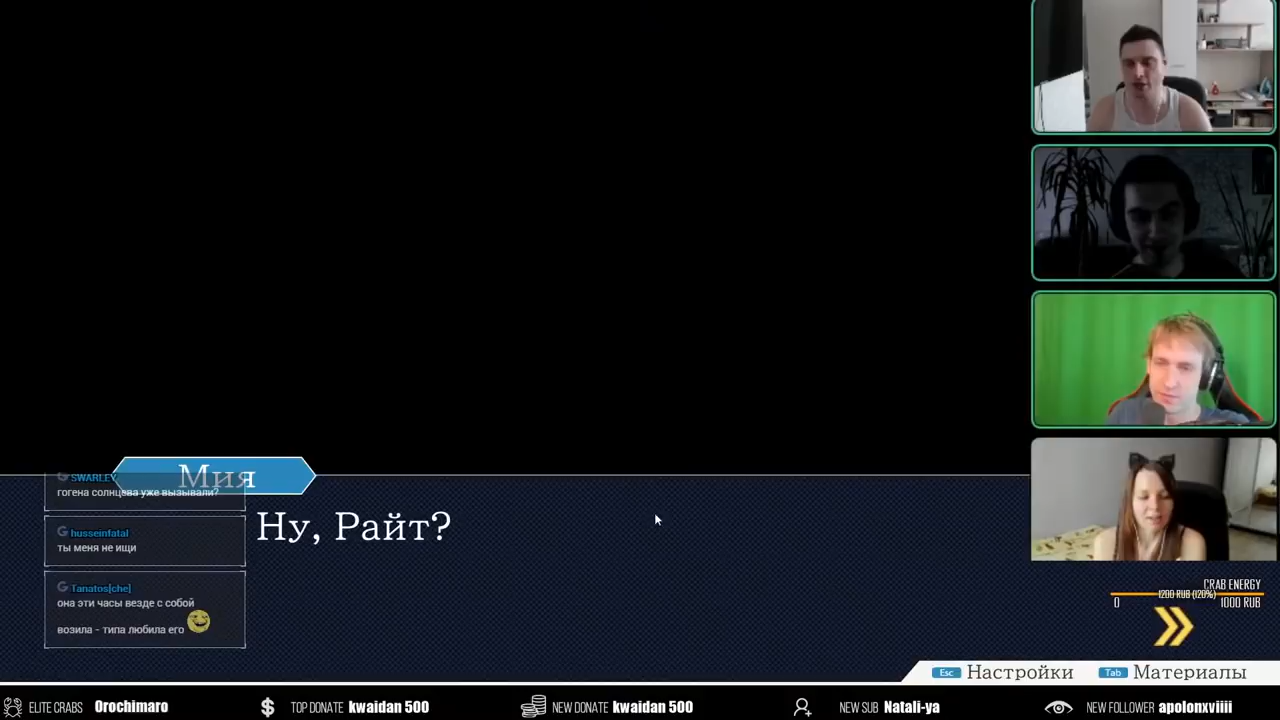 Мия
Ну, Райт?
SWARLEY
гогена солнцева уже вызывали?
husseinfatal
ты меня не ищи
Tanatos[che]
она эти часы везде с собой
возила - типа любила его
CRAB ENERGY
1200 RUB (120%)
0 1000 RUB
Esc Настройки Tab Материалы
ELITE CRABS Orochimaro $ TOP DONATE kwaidan 500 NEW DONATE kwaidan 500 NEW SUB Natali-ya NEW FOLLOWER apolonxviiii